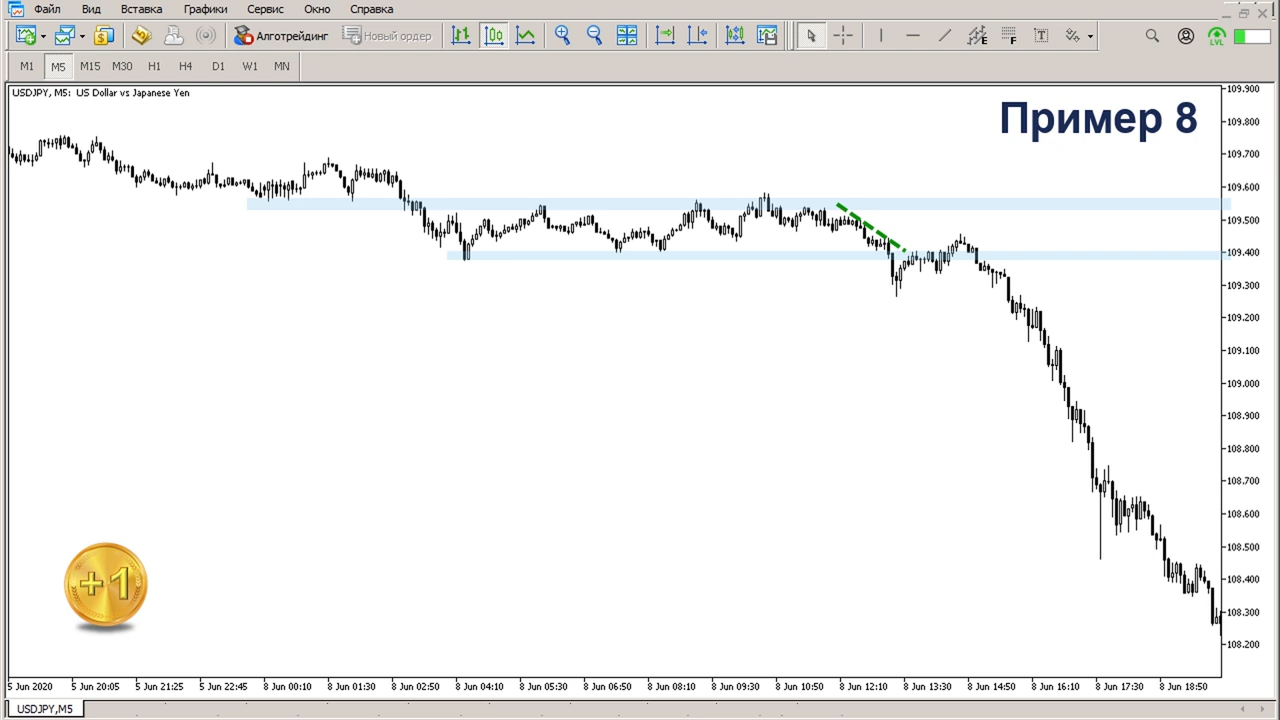 Файл Вид Вставка Графики Сервис Окно Справка
Алготрейдинг Новый ордер E F T LVL
M1 M5 M15 M30 H1 H4 D1 W1 MN
USDJPY, M5: US Dollar vs Japanese Yen
Пример 8
109.900
109.800
109.700
109.600
109.500
109.400
109.300
109.200
109.100
109.000
108.900
108.800
108.700
108.600
108.500
108.400
108.300
108.200
+1
5 Jun 2020 5 Jun 20:05 5 Jun 21:25 5 Jun 22:45 8 Jun 00:10 8 Jun 01:30 8 Jun 02:50 8 Jun 04:10 8 Jun 05:30 8 Jun 06:50 8 Jun 08:10 8 Jun 09:30 8 Jun 10:50 8 Jun 12:10 8 Jun 13:30 8 Jun 14:50 8 Jun 16:10 8 Jun 17:30 8 Jun 18:50
USDJPY,M5